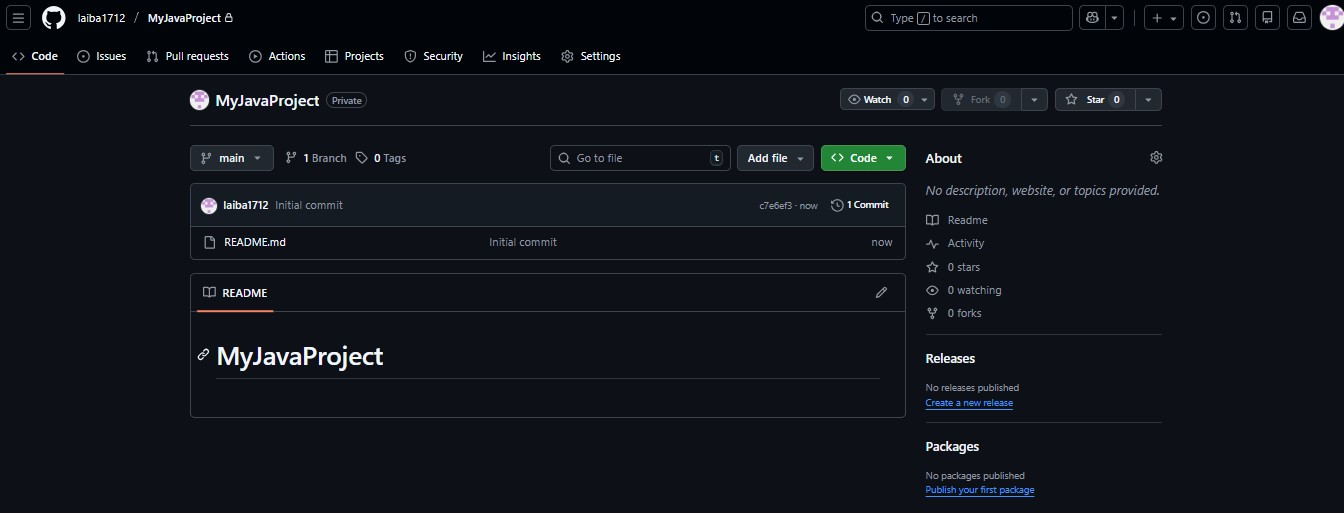 laiba1712 / MyJavaProject
Type / to search
Code Issues Pull requests Actions Projects Security Insights Settings
MyJavaProject Private
Watch 0 Fork 0 Star 0
main 1 Branch 0 Tags Go to file t Add file Code
laiba1712 Initial commit c7e6ef3 · now 1 Commit
README.md Initial commit now
README
MyJavaProject
About
No description, website, or topics provided.
Readme
Activity
0 stars
0 watching
0 forks
Releases
No releases published
Create a new release
Packages
No packages published
Publish your first package